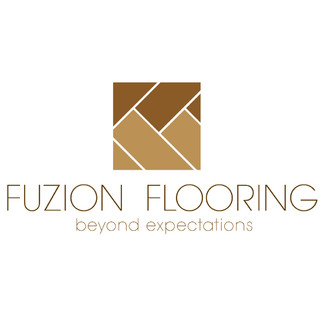 FUZION FLOORING
beyond expectations